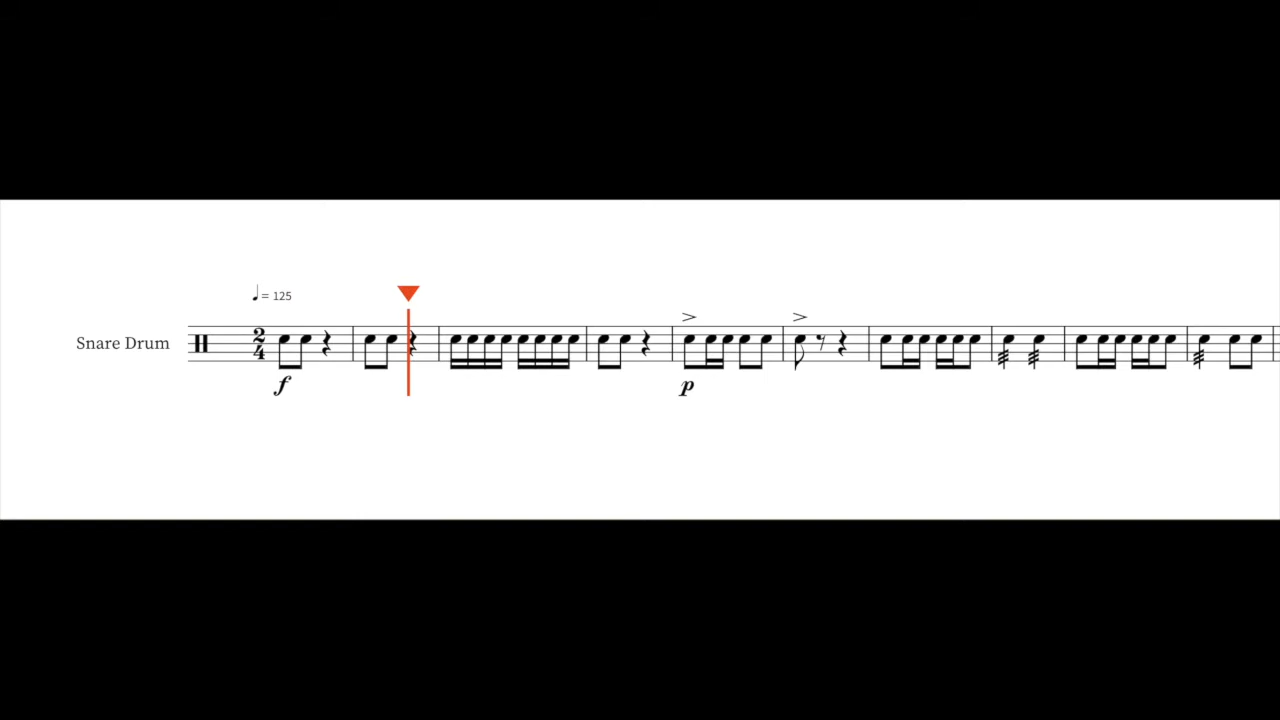 ♩ = 125
Snare Drum
2
4
f
p